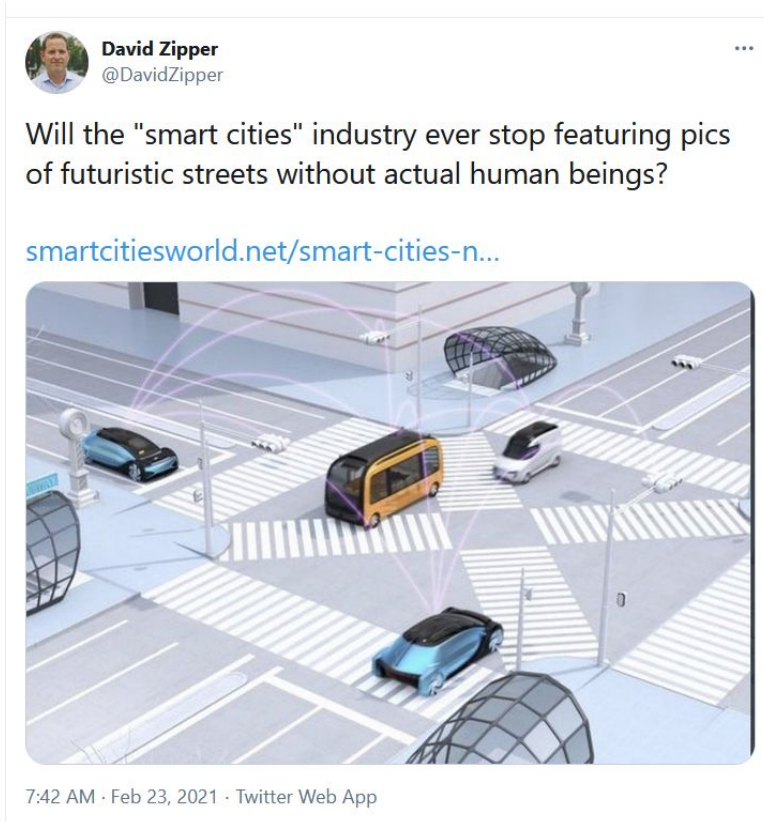 David Zipper
@DavidZipper
Will the "smart cities" industry ever stop featuring pics
of futuristic streets without actual human beings?
smartcitiesworld.net/smart-cities-n...
7:42 AM · Feb 23, 2021 · Twitter Web App